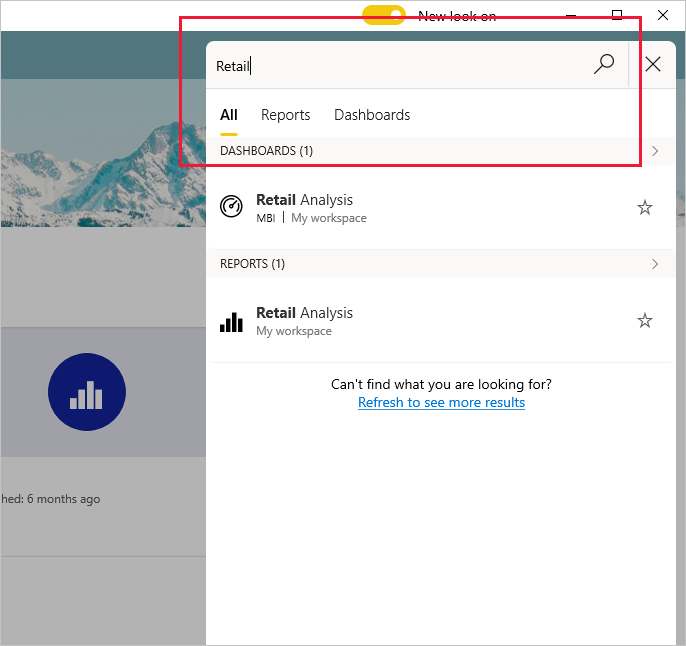 New look on
Retail
All Reports Dashboards
DASHBOARDS (1)
Retail Analysis
MBI | My workspace
REPORTS (1)
Retail Analysis
My workspace
Can't find what you are looking for?
Refresh to see more results
hed: 6 months ago